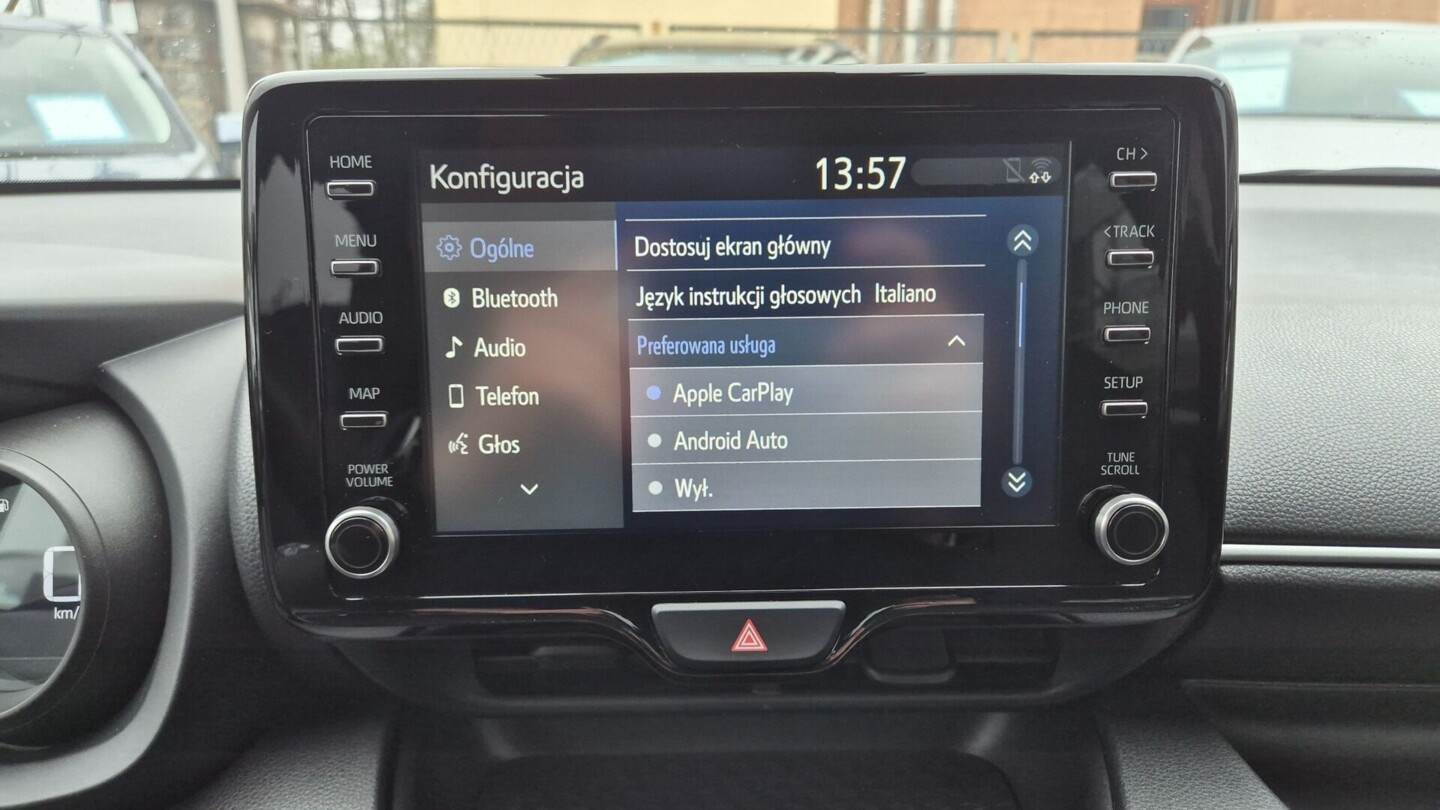 HOME
MENU
AUDIO
MAP
POWER
VOLUME
Konfiguracja 13:57
Ogólne
Bluetooth
Audio
Telefon
Głos
Dostosuj ekran główny
Język instrukcji głosowych Italiano
Preferowana usługa
Apple CarPlay
Android Auto
Wył.
CH >
< TRACK
PHONE
SETUP
TUNE
SCROLL
km/